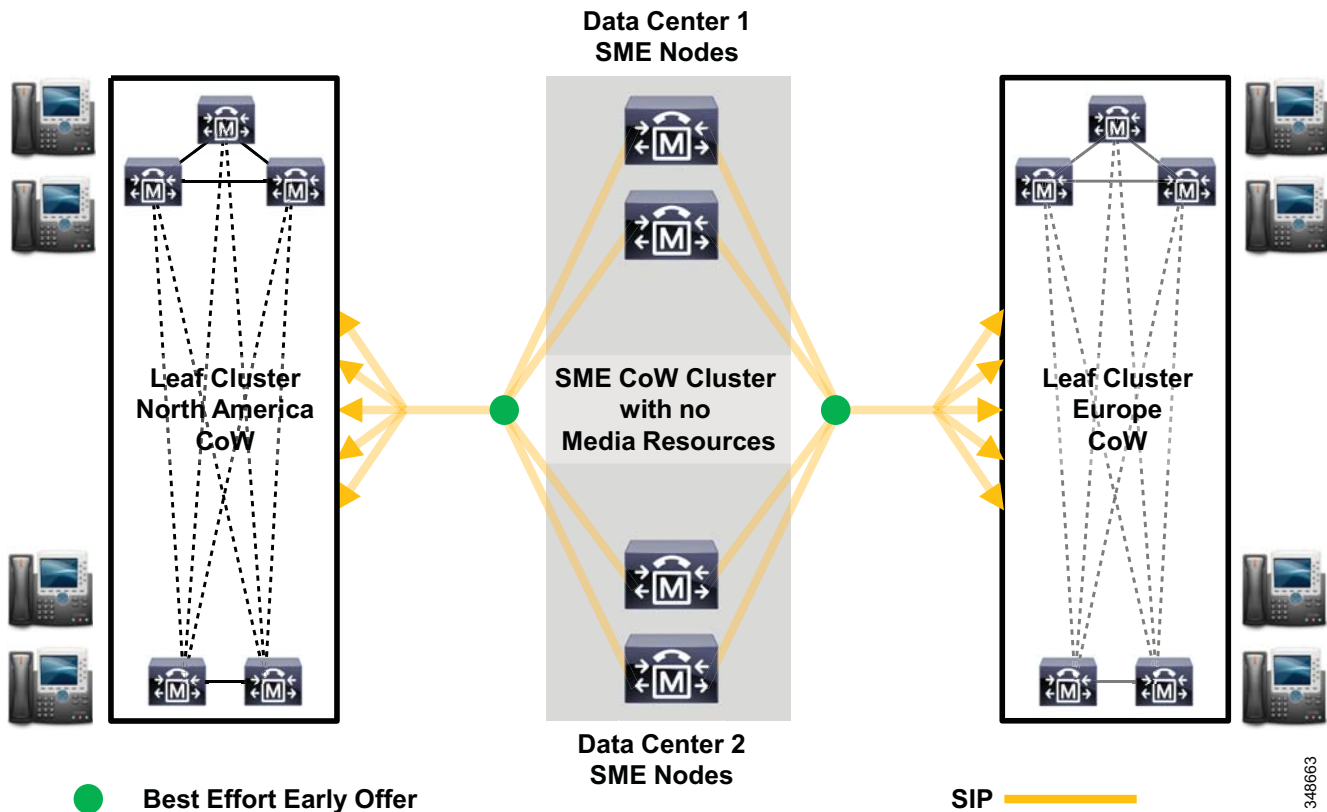 Data Center 1
SME Nodes
M
M
M
M
M
M
M
M
Leaf Cluster
North America
CoW
SME CoW Cluster
with no
Media Resources
Leaf Cluster
Europe
CoW
M
M
M
M
M
M
Data Center 2
SME Nodes
Best Effort Early Offer
SIP
348663